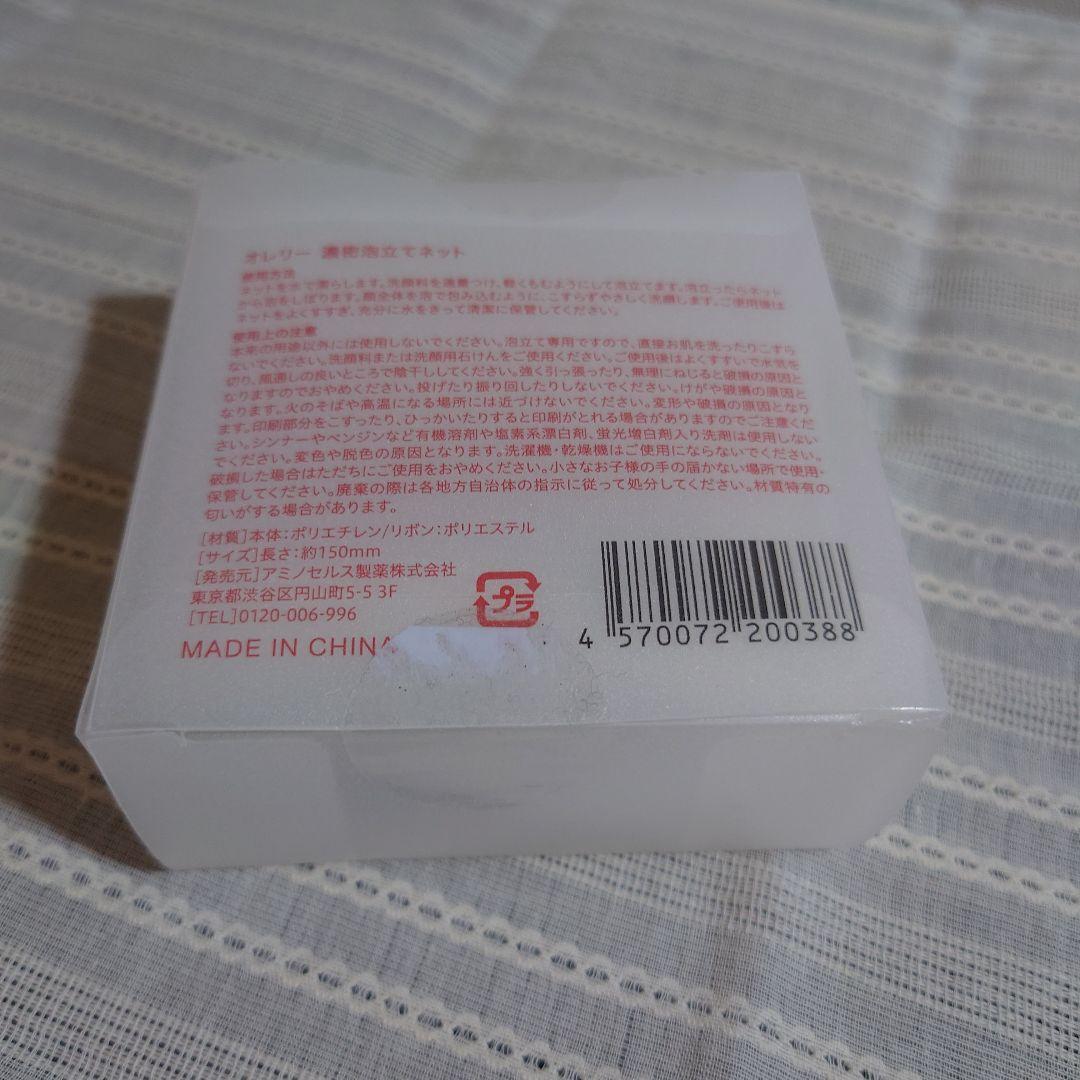 オレリー 濃密泡立てネット
使用方法
ネットを水で濡らします。洗顔料を適量つけ、軽くもむようにして泡立てます。泡立ったらネット
から泡をしぼります。顔全体を泡で包み込むように、こすらずやさしく洗顔します。ご使用後は
ネットをよくすすぎ、充分に水をきって清潔に保管してください。
使用上の注意
本来の用途以外には使用しないでください。泡立て専用ですので、直接お肌を洗ったりこすら
ないでください。洗顔料または洗顔用石けんをご使用ください。ご使用後はよくすすいで水気を
切り、風通しの良いところで陰干ししてください。強く引っ張ったり、無理にねじると破損の原因と
なりますのでおやめください。投げたり振り回したりしないでください。けがや破損の原因と
なります。火のそばや高温になる場所には近づけないでください。変形や破損の原因となり
ます。印刷部分をこすったり、ひっかいたりすると印刷がとれる場合がありますのでご注意くだ
さい。シンナーやベンジンなど有機溶剤や塩素系漂白剤、蛍光増白剤入り洗剤は使用しない
でください。変色や脱色の原因となります。洗濯機・乾燥機はご使用にならないでください。
破損した場合はただちにご使用をおやめください。小さなお子様の手の届かない場所で使用・
保管してください。廃棄の際は各地方自治体の指示に従って処分してください。材質特有の
匂いがする場合があります。
[材質]本体：ポリエチレン/リボン：ポリエステル
[サイズ]長さ：約150mm
[発売元]アミノセルス製薬株式会社
東京都渋谷区円山町5-5 3F
[TEL]0120-006-996
MADE IN CHINA
プラ
4 570072 200388